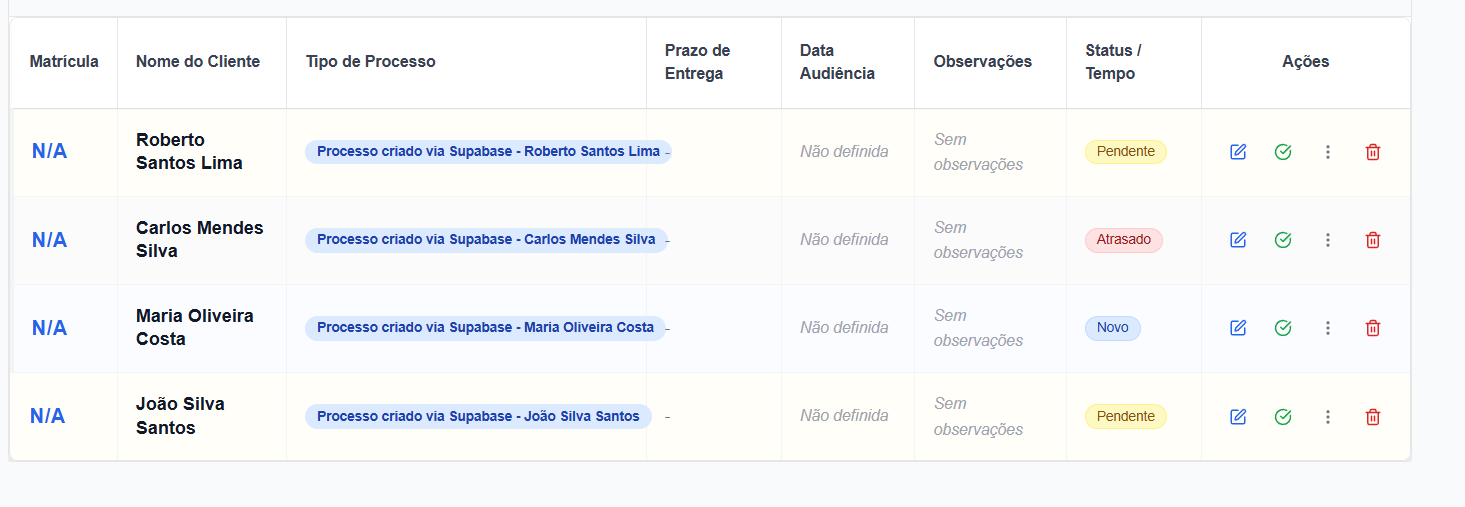 Matrícula Nome do Cliente Tipo de Processo Prazo de Entrega Data Audiência Observações Status / Tempo Ações
N/A Roberto Santos Lima Processo criado via Supabase - Roberto Santos Lima - Não definida Sem observações Pendente
N/A Carlos Mendes Silva Processo criado via Supabase - Carlos Mendes Silva - Não definida Sem observações Atrasado
N/A Maria Oliveira Costa Processo criado via Supabase - Maria Oliveira Costa - Não definida Sem observações Novo
N/A João Silva Santos Processo criado via Supabase - João Silva Santos - Não definida Sem observações Pendente